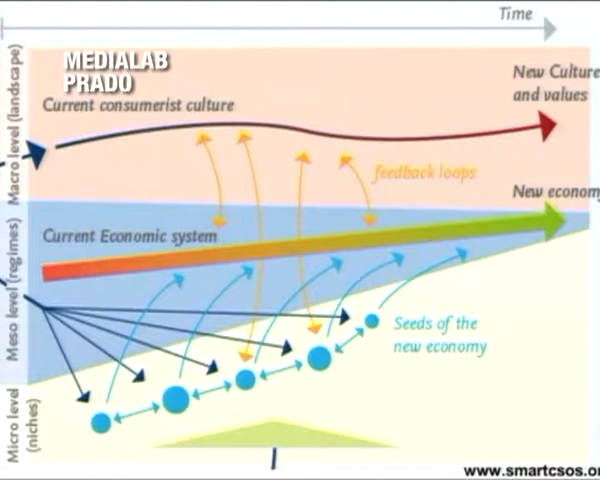 Time
MEDIALAB
PRADO
Macro level (landscape)
New Culture
and values
Current consumerist culture
feedback loops
New econom
Meso level (regimes)
Current Economic system
Seeds of the
new economy
Micro level
(niches)
www.smartcsos.or